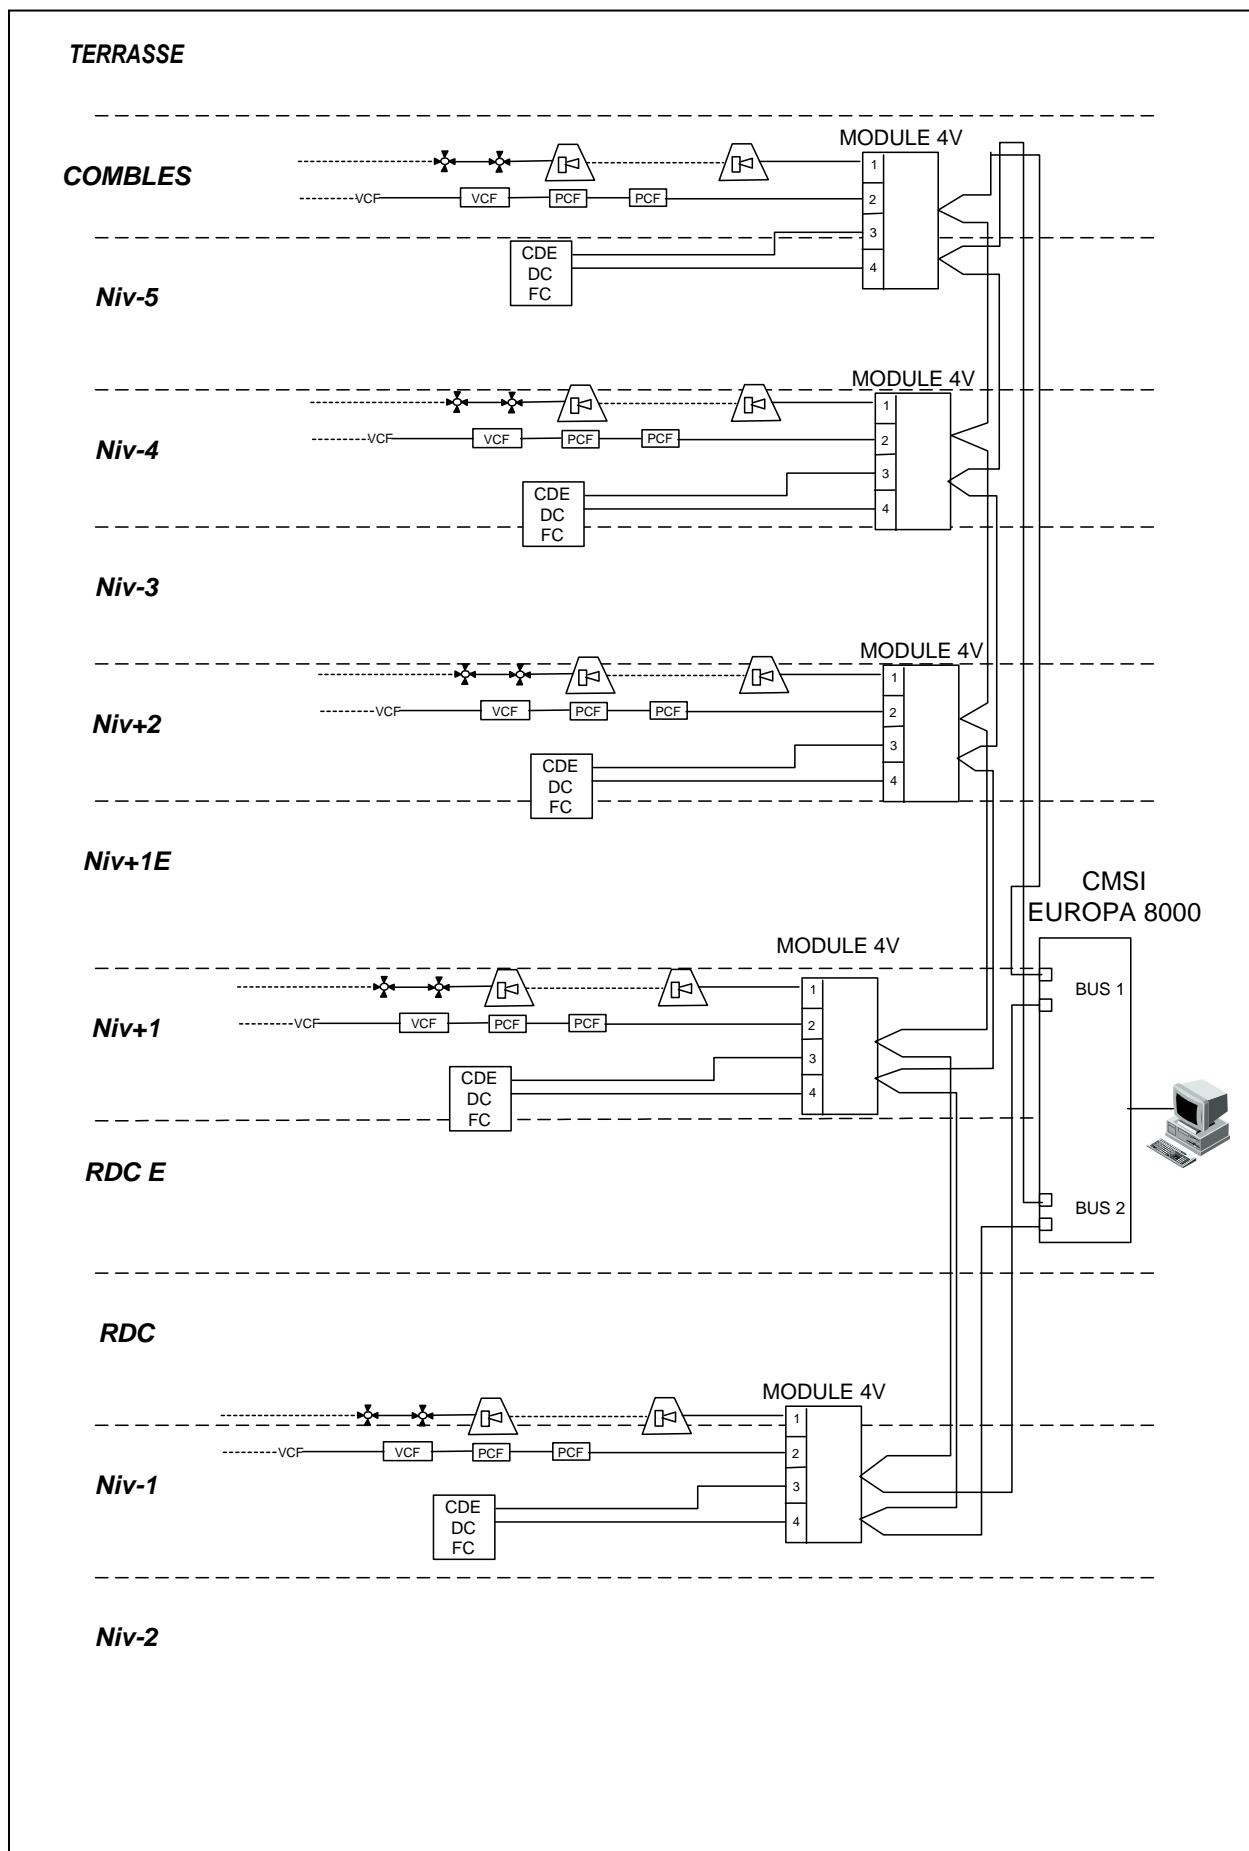 TERRASSE
MODULE 4V
COMBLES
1
VCF
VCF
PCF
PCF
2
3
CDE
DC
FC
4
Niv-5
MODULE 4V
1
Niv-4
VCF
VCF
PCF
PCF
2
3
CDE
DC
FC
4
Niv-3
MODULE 4V
1
Niv+2
VCF
VCF
PCF
PCF
2
3
CDE
DC
FC
4
Niv+1E
CMSI
EUROPA 8000
MODULE 4V
1
BUS 1
Niv+1
VCF
VCF
PCF
PCF
2
3
CDE
DC
FC
4
RDC E
BUS 2
RDC
MODULE 4V
1
VCF
VCF
PCF
PCF
2
Niv-1
3
CDE
DC
FC
4
Niv-2